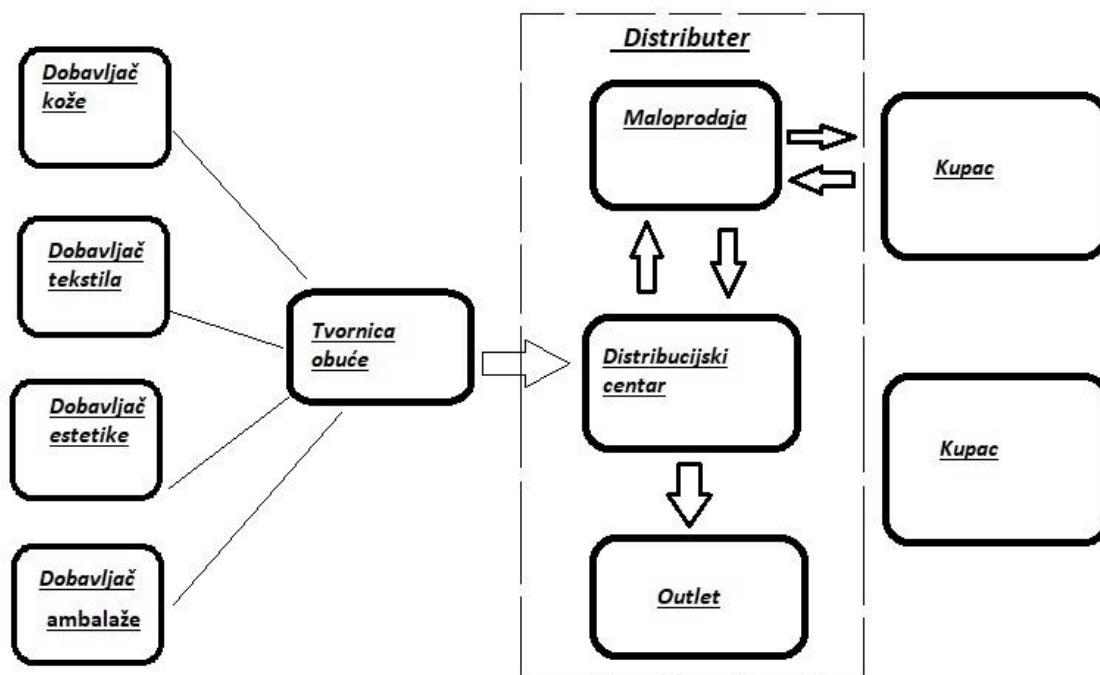 Dobavljač
kože
Dobavljač
tekstila
Dobavljač
estetike
Dobavljač
ambalaže
Tvornica
obuće
Distributer
Maloprodaja
Distribucijski
centar
Outlet
Kupac
Kupac